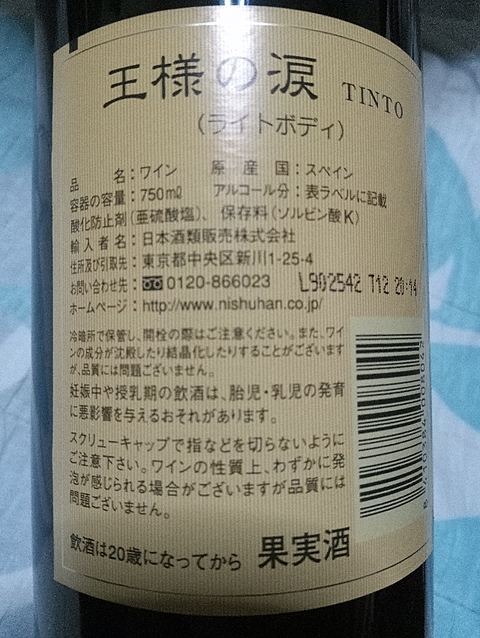 王様の涙 TINTO
(ライトボディ)
品 名:ワイン 原産国:スペイン
容器の容量:750mℓ アルコール分:表ラベルに記載
酸化防止剤(亜硫酸塩)、保存料(ソルビン酸K)
輸入者名:日本酒類販売株式会社
住所及び引取先:東京都中央区新川1-25-4
お問い合わせ先:0120-866023 L902542 T12 20:14
ホームページ:http://www.nishuhan.co.jp/
冷暗所で保管し、開栓の際はご注意ください。また、ワイ
ンの成分が沈殿したり結晶化したりすることがございます
が、品質には問題ございません。
妊娠中や授乳期の飲酒は、胎児・乳児の発育
に悪影響を与えるおそれがあります。
スクリューキャップで指などを切らないように
ご注意下さい。ワインの性質上、わずかに発
泡が感じられる場合がございますが品質には
問題ございません。
飲酒は20歳になってから 果実酒